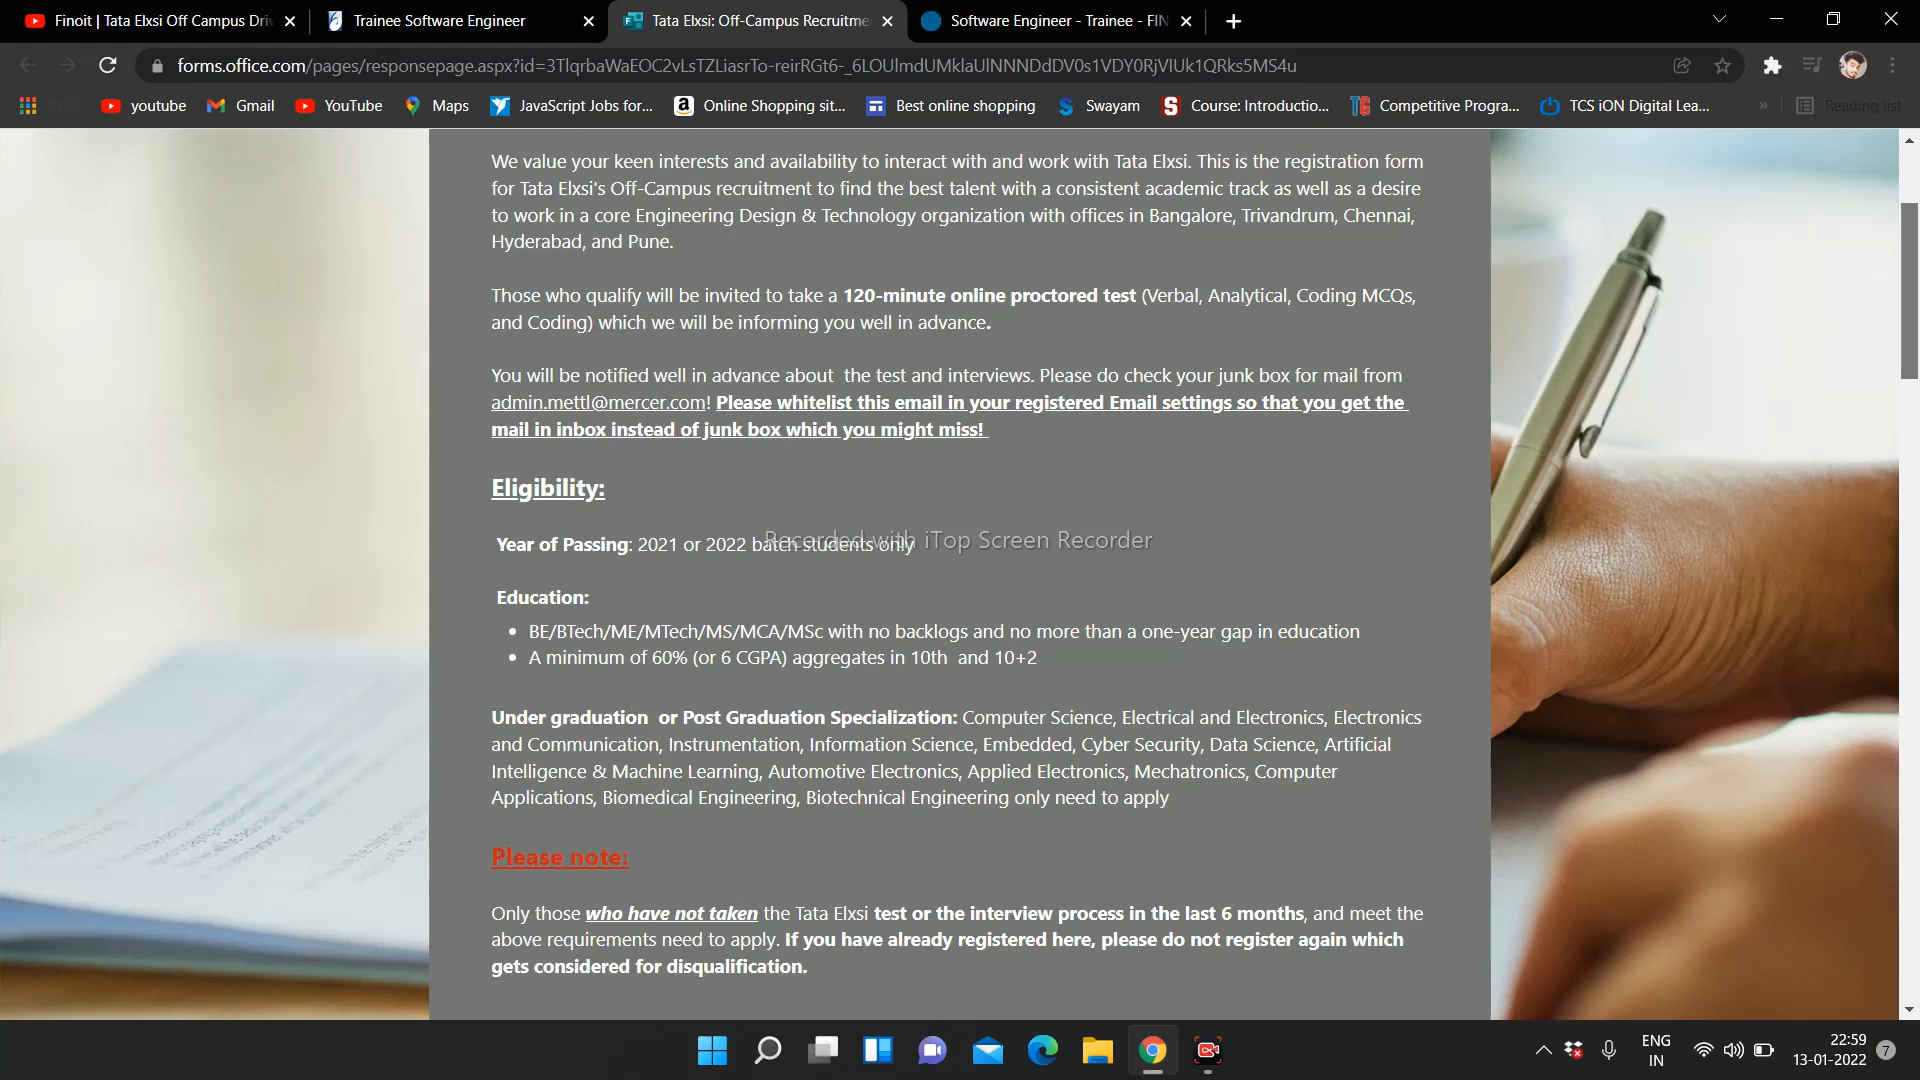 Finoit | Tata Elxsi Off Campus Driv
Trainee Software Engineer
Tata Elxsi: Off-Campus Recruitme
Software Engineer - Trainee - FIN
forms.office.com/pages/responsepage.aspx?id=3TlqrbaWaEOC2vLsTZLiasrTo-reirRGt6-_6LOUlmdUMklaUlNNNDdDV0s1VDY0RjVIUk1QRks5MS4u
Apps
youtube
Gmail
YouTube
Maps
JavaScript Jobs for...
Online Shopping sit...
Best online shopping
Swayam
Course: Introductio...
Competitive Progra...
TCS iON Digital Lea...
»
Reading list
We value your keen interests and availability to interact with and work with Tata Elxsi. This is the registration form
for Tata Elxsi's Off-Campus recruitment to find the best talent with a consistent academic track as well as a desire
to work in a core Engineering Design & Technology organization with offices in Bangalore, Trivandrum, Chennai,
Hyderabad, and Pune.
Those who qualify will be invited to take a 120-minute online proctored test (Verbal, Analytical, Coding MCQs,
and Coding) which we will be informing you well in advance.
You will be notified well in advance about  the test and interviews. Please do check your junk box for mail from
admin.mettl@mercer.com! Please whitelist this email in your registered Email settings so that you get the
mail in inbox instead of junk box which you might miss!
Eligibility:
Year of Passing: 2021 or 2022 batch students only
Recorded with iTop Screen Recorder
Education:
• BE/BTech/ME/MTech/MS/MCA/MSc with no backlogs and no more than a one-year gap in education
• A minimum of 60% (or 6 CGPA) aggregates in 10th  and 10+2
Under graduation  or Post Graduation Specialization: Computer Science, Electrical and Electronics, Electronics
and Communication, Instrumentation, Information Science, Embedded, Cyber Security, Data Science, Artificial
Intelligence & Machine Learning, Automotive Electronics, Applied Electronics, Mechatronics, Computer
Applications, Biomedical Engineering, Biotechnical Engineering only need to apply
Please note:
Only those who have not taken the Tata Elxsi test or the interview process in the last 6 months, and meet the
above requirements need to apply. If you have already registered here, please do not register again which
gets considered for disqualification.
ENG
IN
22:59
13-01-2022
7